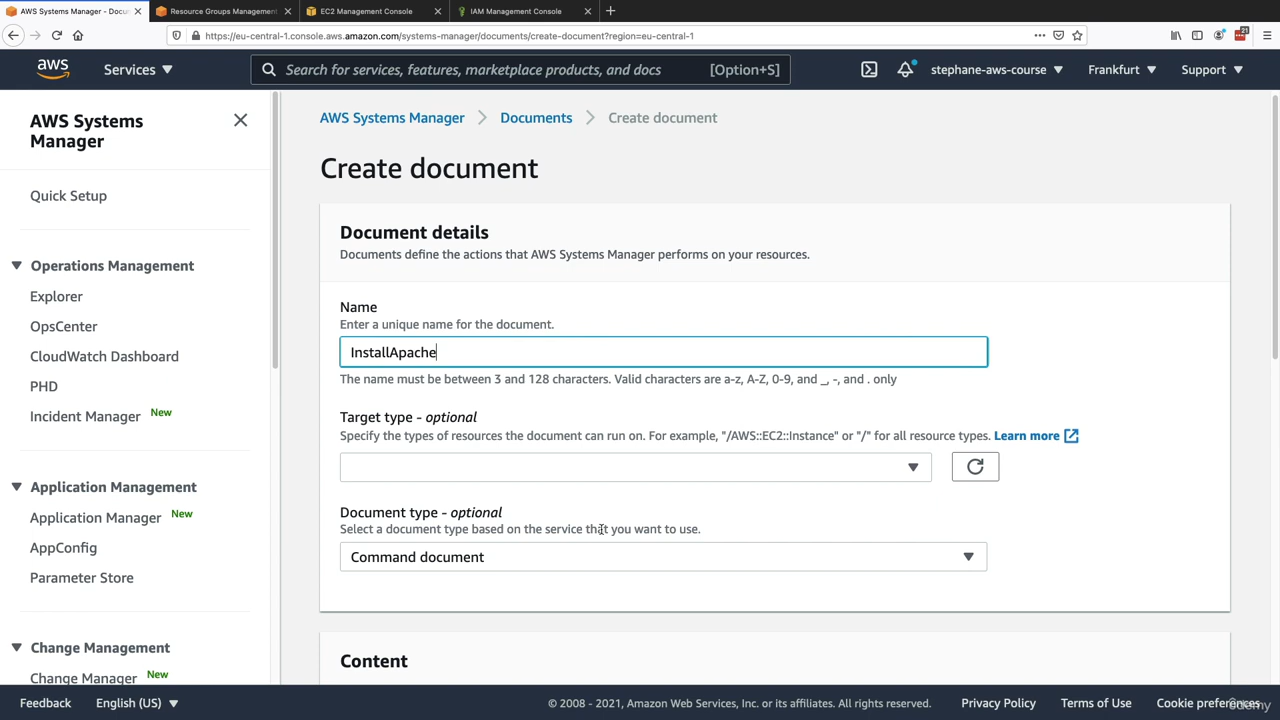 AWS Systems Manager - Docu
Resource Groups Management
EC2 Management Console
IAM Management Console
https://eu-central-1.console.aws.amazon.com/systems-manager/documents/create-document?region=eu-central-1
21
aws
Services
Search for services, features, marketplace products, and docs
[Option+S]
stephane-aws-course
Frankfurt
Support
AWS Systems
Manager
Quick Setup
Operations Management
Explorer
OpsCenter
CloudWatch Dashboard
PHD
Incident Manager New
Application Management
Application Manager New
AppConfig
Parameter Store
Change Management
Change Manager New
AWS Systems Manager > Documents > Create document
Create document
Document details
Documents define the actions that AWS Systems Manager performs on your resources.
Name
Enter a unique name for the document.
InstallApache
The name must be between 3 and 128 characters. Valid characters are a-z, A-Z, 0-9, and _, -, and . only
Target type - optional
Specify the types of resources the document can run on. For example, "/AWS::EC2::Instance" or "/" for all resource types. Learn more
Document type - optional
Select a document type based on the service that you want to use.
Command document
Content
Feedback
English (US)
© 2008 - 2021, Amazon Web Services, Inc. or its affiliates. All rights reserved.
Privacy Policy
Terms of Use
Cookie preferences
Udemy